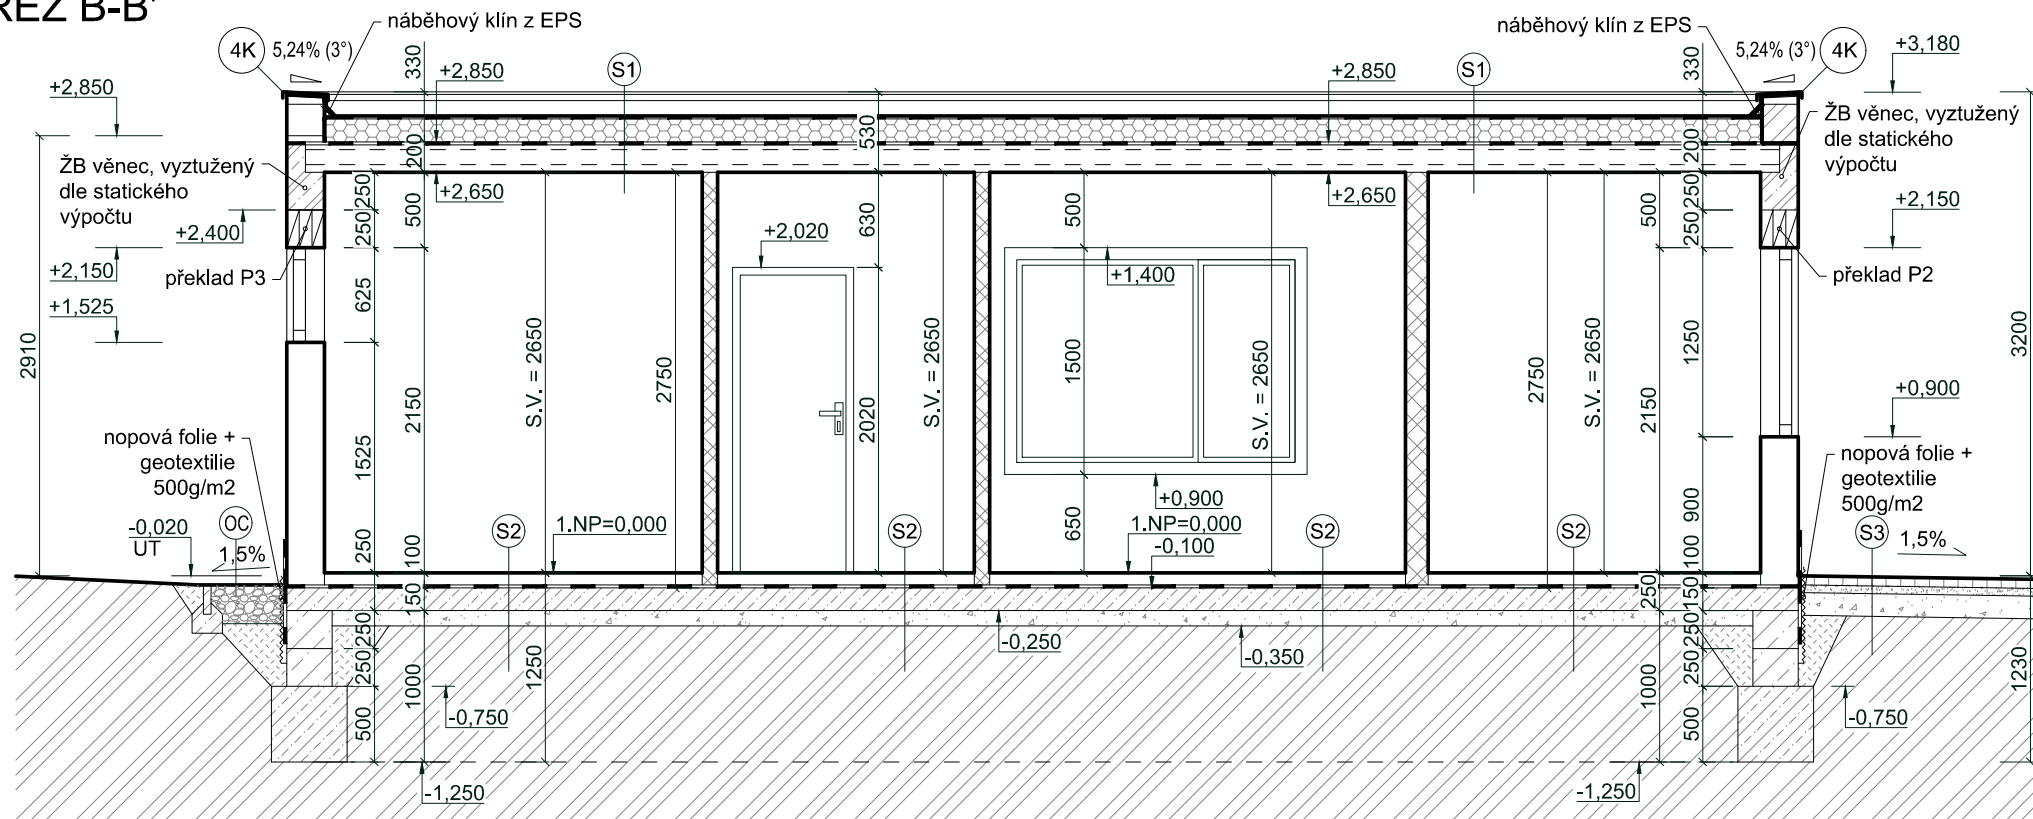 ŘEZ B-B'
náběhový klín z EPS
náběhový klín z EPS
4K
5,24% (3°)
330
+2,850
S1
+2,850
S1
330
5,24% (3°)
4K
+3,180
+2,850
530
200
200
ŽB věnec, vyztužený
dle statického
výpočtu
ŽB věnec, vyztužený
dle statického
výpočtu
250
500
+2,650
630
500
+2,650
500
250
+2,150
+2,400
250
+2,020
250
+2,150
překlad P3
625
+1,400
překlad P2
+1,525
2910
S.V. = 2650
2750
S.V. = 2650
1500
S.V. = 2650
2750
S.V. = 2650
1250
3200
2150
2020
2150
+0,900
nopová folie +
geotextilie
500g/m2
1525
nopová folie +
geotextilie
500g/m2
+0,900
650
900
-0,020
UT
OC
1,5%
250
100
S2
1.NP=0,000
S2
1.NP=0,000
-0,100
S2
S2
100
S3
1,5%
150
250
150
250
-0,250
250
250
-0,350
250
1000
1250
1000
1230
-0,750
-0,750
500
500
-1,250
-1,250